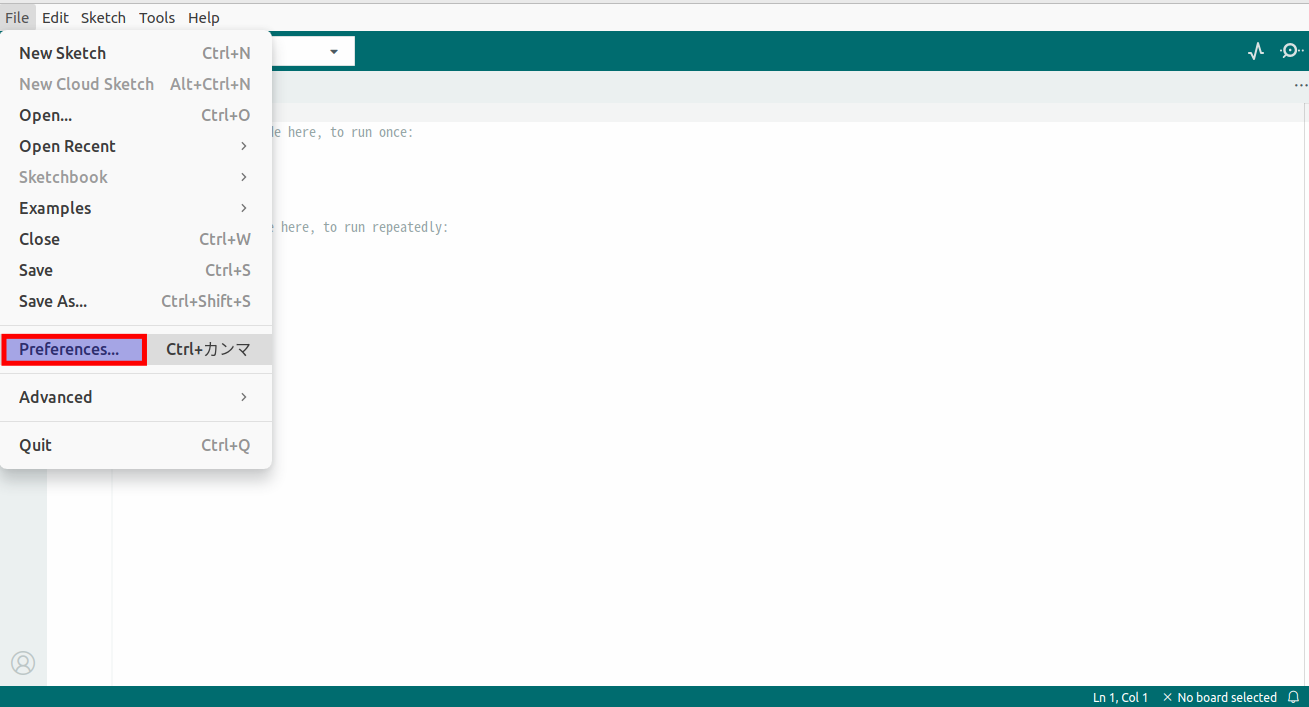 File Edit Sketch Tools Help
New Sketch Ctrl+N
New Cloud Sketch Alt+Ctrl+N
Open... Ctrl+O
here, to run once:
Open Recent
Sketchbook
Examples
here, to run repeatedly:
Close Ctrl+W
Save Ctrl+S
Save As... Ctrl+Shift+S
Preferences... Ctrl+カンマ
Advanced
Quit Ctrl+Q
Ln 1, Col 1 × No board selected